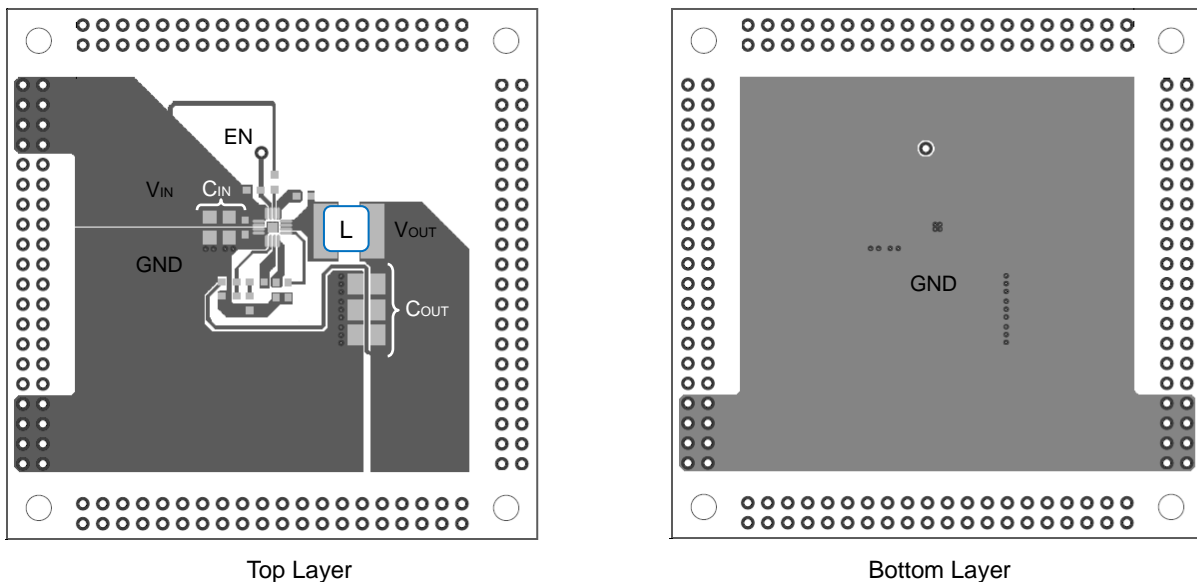 EN
VIN
CIN
L
VOUT
GND
COUT
GND
Top Layer
Bottom Layer